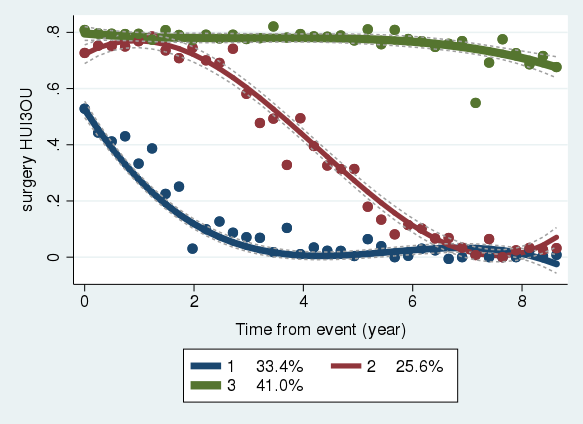 surgery HUI3OU
.8
.6
.4
.2
0
0 2 4 6 8
Time from event (year)
1 33.4% 2 25.6%
3 41.0%